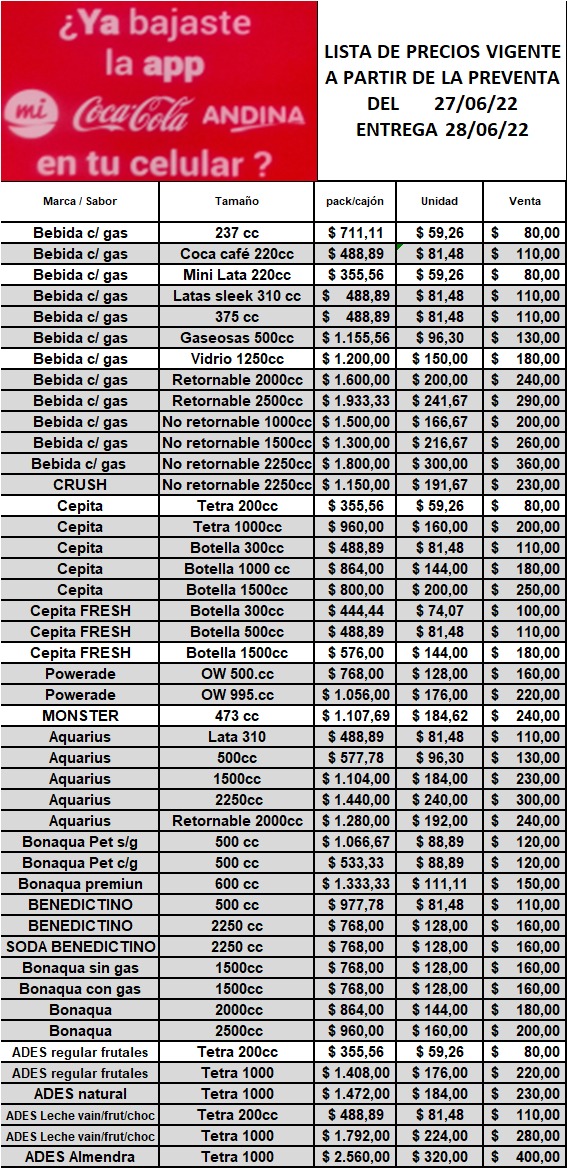 ¿Ya bajaste
la app
mi Coca-Cola ANDINA
en tu celular ?
LISTA DE PRECIOS VIGENTE
A PARTIR DE LA PREVENTA
DEL 27/06/22
ENTREGA 28/06/22
Marca / Sabor Tamaño pack/cajón Unidad Venta
Bebida c/ gas 237 cc $ 711,11 $ 59,26 $ 80,00
Bebida c/ gas Coca café 220cc $ 488,89 $ 81,48 $ 110,00
Bebida c/ gas Mini Lata 220cc $ 355,56 $ 59,26 $ 80,00
Bebida c/ gas Latas sleek 310 cc $ 488,89 $ 81,48 $ 110,00
Bebida c/ gas 375 cc $ 488,89 $ 81,48 $ 110,00
Bebida c/ gas Gaseosas 500cc $ 1.155,56 $ 96,30 $ 130,00
Bebida c/ gas Vidrio 1250cc $ 1.200,00 $ 150,00 $ 180,00
Bebida c/ gas Retornable 2000cc $ 1.600,00 $ 200,00 $ 240,00
Bebida c/ gas Retornable 2500cc $ 1.933,33 $ 241,67 $ 290,00
Bebida c/ gas No retornable 1000cc $ 1.500,00 $ 166,67 $ 200,00
Bebida c/ gas No retornable 1500cc $ 1.300,00 $ 216,67 $ 260,00
Bebida c/ gas No retornable 2250cc $ 1.800,00 $ 300,00 $ 360,00
CRUSH No retornable 2250cc $ 1.150,00 $ 191,67 $ 230,00
Cepita Tetra 200cc $ 355,56 $ 59,26 $ 80,00
Cepita Tetra 1000cc $ 960,00 $ 160,00 $ 200,00
Cepita Botella 300cc $ 488,89 $ 81,48 $ 110,00
Cepita Botella 1000 cc $ 864,00 $ 144,00 $ 180,00
Cepita Botella 1500cc $ 800,00 $ 200,00 $ 250,00
Cepita FRESH Botella 300cc $ 444,44 $ 74,07 $ 100,00
Cepita FRESH Botella 500cc $ 488,89 $ 81,48 $ 110,00
Cepita FRESH Botella 1500cc $ 576,00 $ 144,00 $ 180,00
Powerade OW 500.cc $ 768,00 $ 128,00 $ 160,00
Powerade OW 995.cc $ 1.056,00 $ 176,00 $ 220,00
MONSTER 473 cc $ 1.107,69 $ 184,62 $ 240,00
Aquarius Lata 310 $ 488,89 $ 81,48 $ 110,00
Aquarius 500cc $ 577,78 $ 96,30 $ 130,00
Aquarius 1500cc $ 1.104,00 $ 184,00 $ 230,00
Aquarius 2250cc $ 1.440,00 $ 240,00 $ 300,00
Aquarius Retornable 2000cc $ 1.280,00 $ 192,00 $ 240,00
Bonaqua Pet s/g 500 cc $ 1.066,67 $ 88,89 $ 120,00
Bonaqua Pet c/g 500 cc $ 533,33 $ 88,89 $ 120,00
Bonaqua premiun 600 cc $ 1.333,33 $ 111,11 $ 150,00
BENEDICTINO 500 cc $ 977,78 $ 81,48 $ 110,00
BENEDICTINO 2250 cc $ 768,00 $ 128,00 $ 160,00
SODA BENEDICTINO 2250 cc $ 768,00 $ 128,00 $ 160,00
Bonaqua sin gas 1500cc $ 768,00 $ 128,00 $ 160,00
Bonaqua con gas 1500cc $ 768,00 $ 128,00 $ 160,00
Bonaqua 2000cc $ 864,00 $ 144,00 $ 180,00
Bonaqua 2500cc $ 960,00 $ 160,00 $ 200,00
ADES regular frutales Tetra 200cc $ 355,56 $ 59,26 $ 80,00
ADES regular frutales Tetra 1000 $ 1.408,00 $ 176,00 $ 220,00
ADES natural Tetra 1000 $ 1.472,00 $ 184,00 $ 230,00
ADES Leche vain/frut/choc Tetra 200cc $ 488,89 $ 81,48 $ 110,00
ADES Leche vain/frut/choc Tetra 1000 $ 1.792,00 $ 224,00 $ 280,00
ADES Almendra Tetra 1000 $ 2.560,00 $ 320,00 $ 400,00